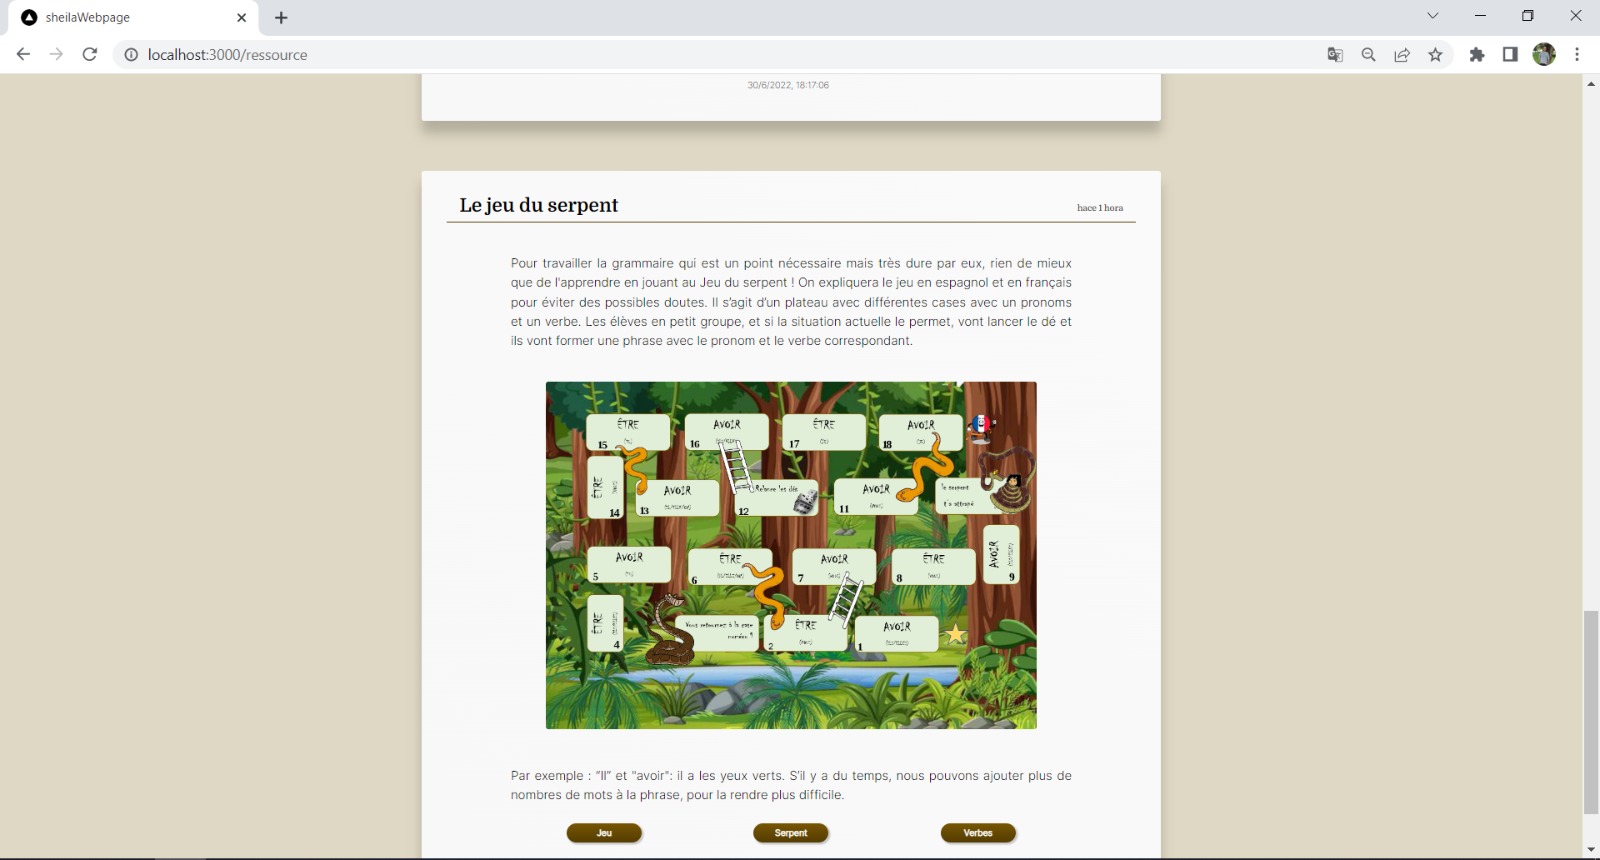 sheilaWebpage
localhost:3000/ressource
30/6/2022, 18:17:06
Le jeu du serpent
hace 1 hora
Pour travailler la grammaire qui est un point nécessaire mais très dure par eux, rien de mieux
que de l'apprendre en jouant au Jeu du serpent ! On expliquera le jeu en espagnol et en français
pour éviter des possibles doutes. Il s’agit d’un plateau avec différentes cases avec un pronoms
et un verbe. Les élèves en petit groupe, et si la situation actuelle le permet, vont lancer le dé et
ils vont former une phrase avec le pronom et le verbe correspondant.
ÊTRE
15
AVOIR
16
ÊTRE
17
AVOIR
18
ÊTRE
14
AVOIR
13
Relance les dés
12
AVOIR
11
le serpent
t'a attrapé
AVOIR
5
ÊTRE
6
AVOIR
7
ÊTRE
8
AVOIR
9
ÊTRE
4
Vous retournez à la case
numéro
ÊTRE
2
AVOIR
1
Par exemple : “Il” et "avoir": il a les yeux verts. S’il y a du temps, nous pouvons ajouter plus de
nombres de mots à la phrase, pour la rendre plus difficile.
Jeu Serpent Verbes